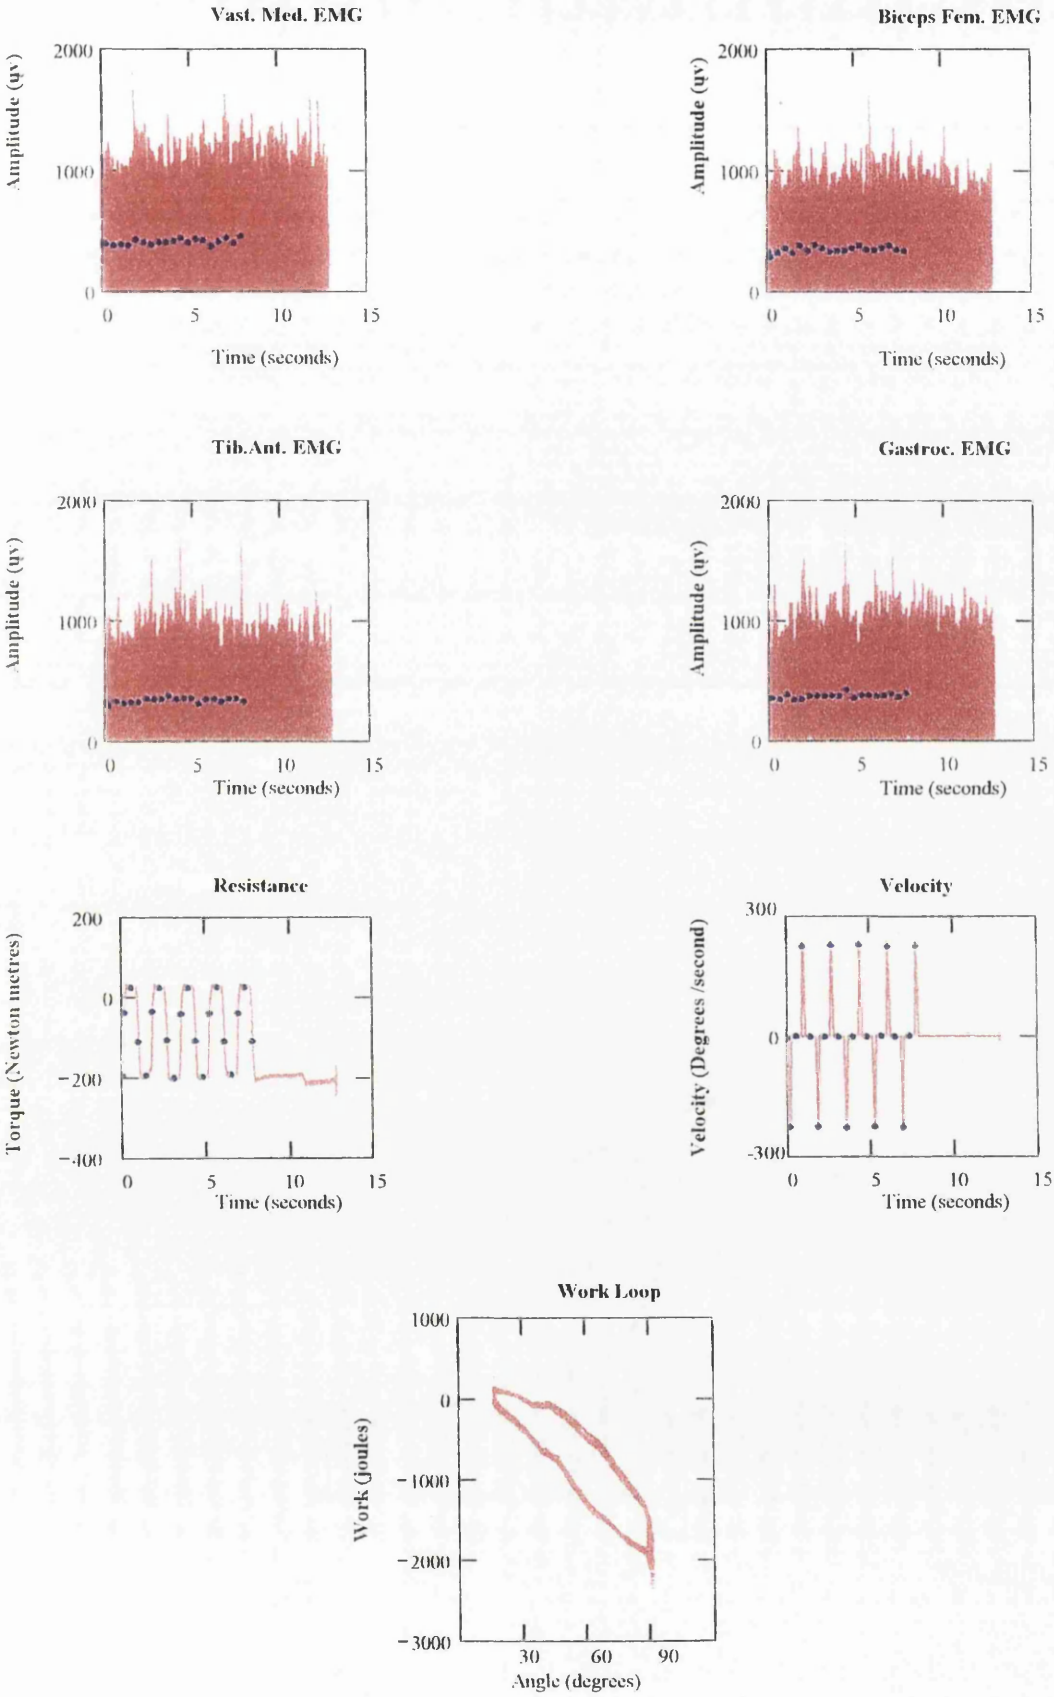 Vast. Med. EMG
Amplitude (uv)
2000
1000
0
0 5 10 15
Time (seconds)
Biceps Fem. EMG
Amplitude (uv)
2000
1000
0
0 5 10 15
Time (seconds)
Tib.Ant. EMG
Amplitude (uv)
2000
1000
0
0 5 10 15
Time (seconds)
Gastroc. EMG
Amplitude (uv)
2000
1000
0
0 5 10 15
Time (seconds)
Resistance
Torque (Newton metres)
200
0
−200
−400
0 5 10 15
Time (seconds)
Velocity
Velocity (Degrees /second)
300
0
-300
0 5 10 15
Time (seconds)
Work Loop
Work (joules)
1000
0
−1000
−2000
−3000
30 60 90
Angle (degrees)